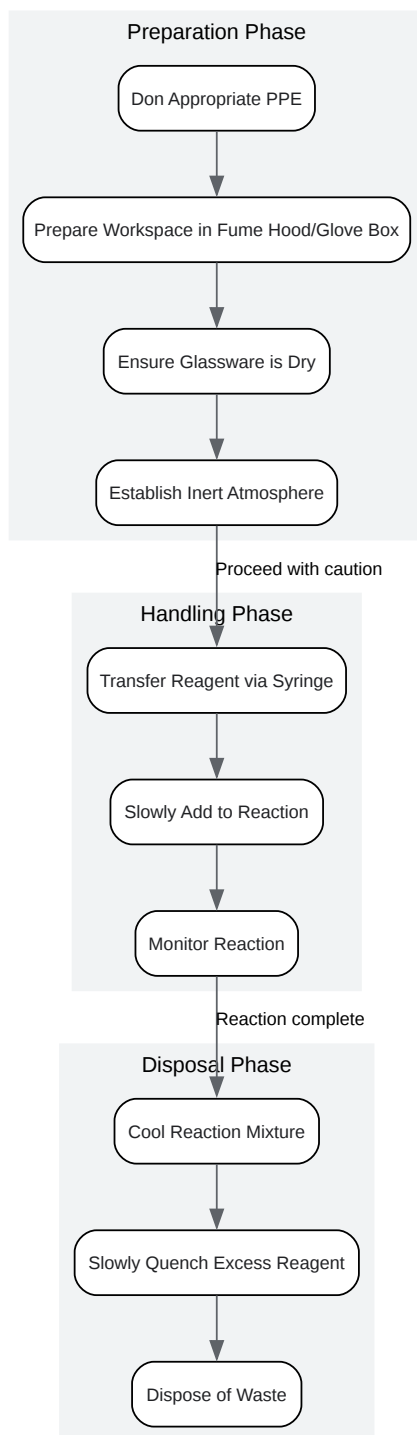 Preparation Phase
Don Appropriate PPE
Prepare Workspace in Fume Hood/Glove Box
Ensure Glassware is Dry
Establish Inert Atmosphere
Proceed with caution
Handling Phase
Transfer Reagent via Syringe
Slowly Add to Reaction
Monitor Reaction
Reaction complete
Disposal Phase
Cool Reaction Mixture
Slowly Quench Excess Reagent
Dispose of Waste